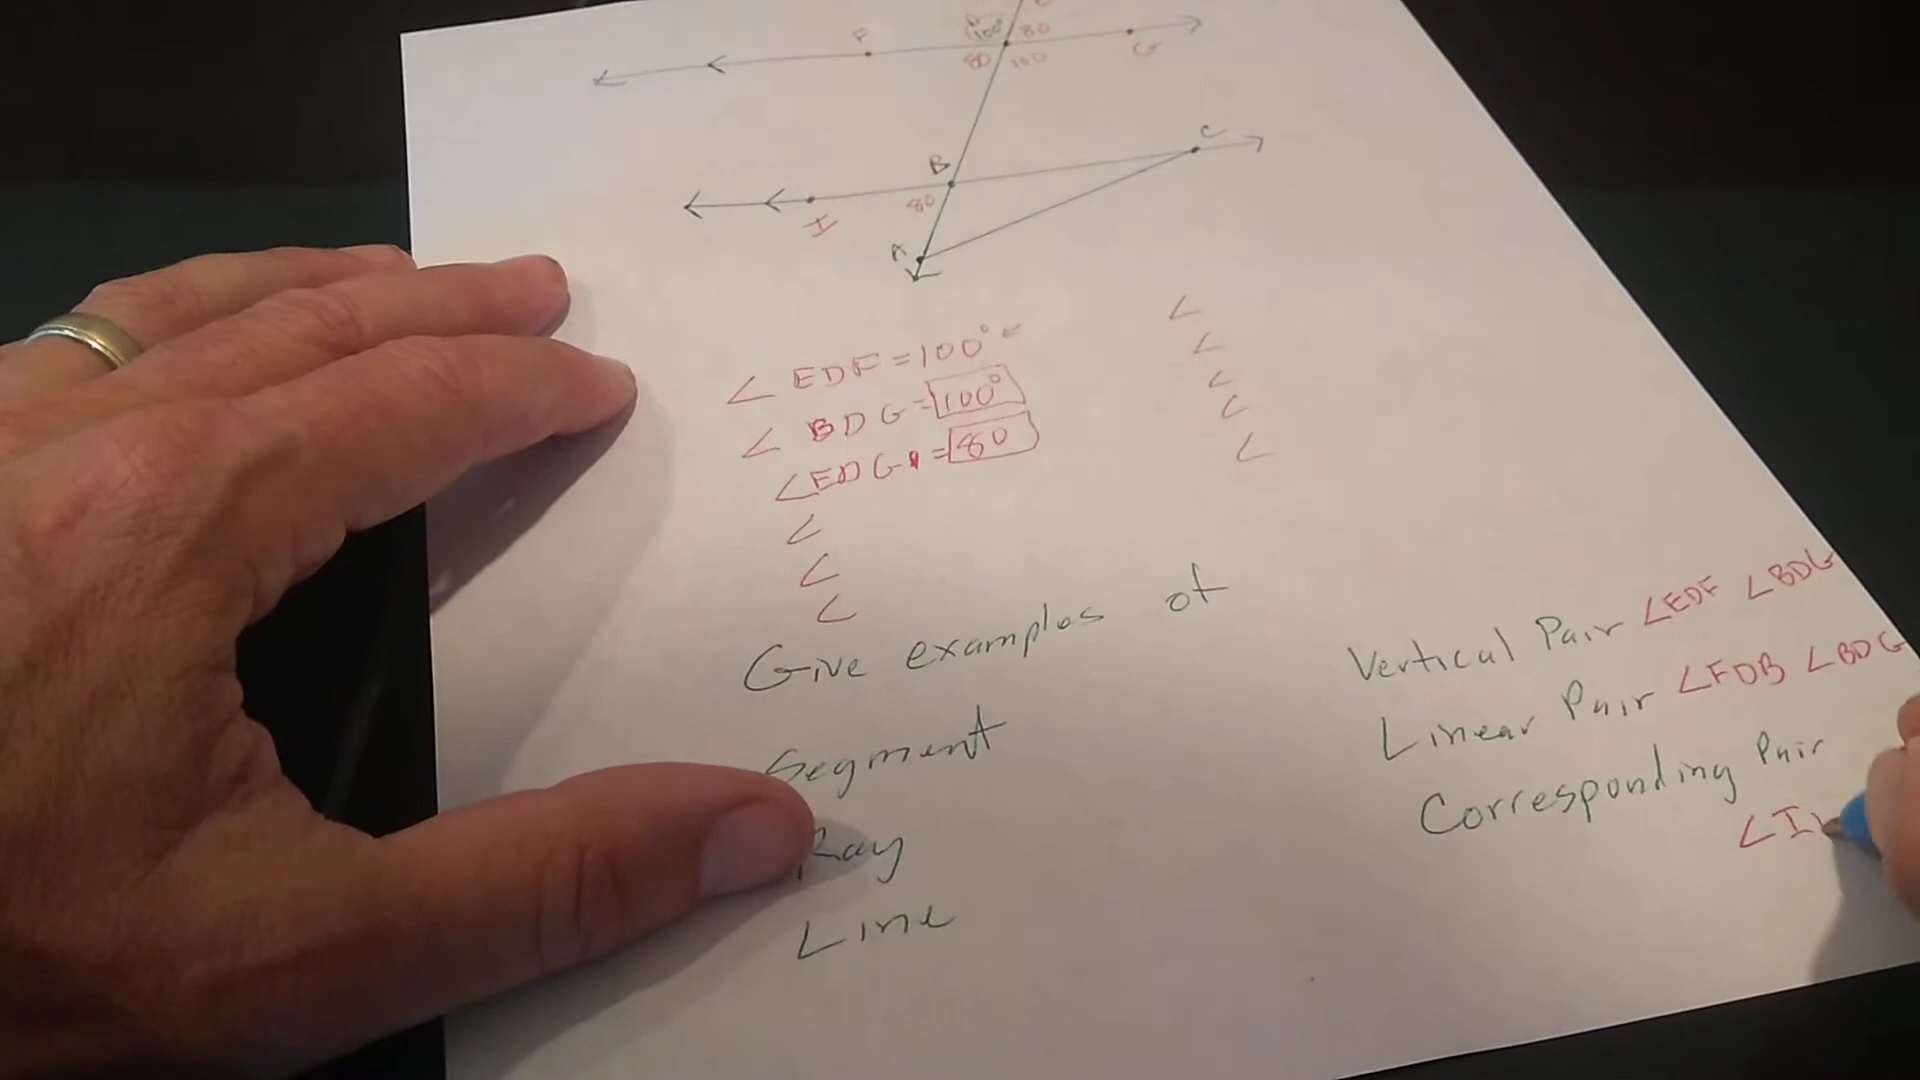 F 100° 80
80 100 G
B C
80
I
A
∠ EDF = 100°
∠ BDG = 100°
∠EDG = 80
∠
∠
∠
∠
∠
∠
∠
∠
Give examples of
Segment
Ray
Line
Vertical Pair ∠EDF ∠BDG
Linear Pair ∠FDB ∠BDG
Corresponding Pair
∠I